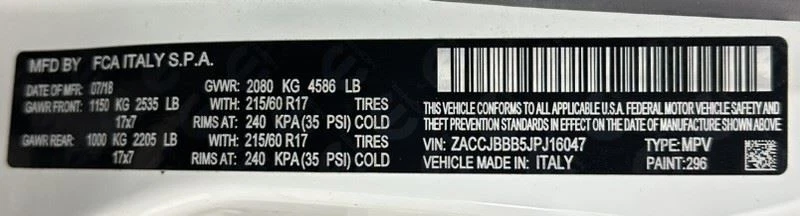 MFD BY FCA ITALY S.P.A.
DATE OF MFR: 07/18 GVWR: 2080 KG 4586 LB
GAWR FRONT: 1150 KG 2535 LB WITH 215/60 R17 TIRES
17x7 RIMS AT: 240 KPA(35 PSI) COLD
GAWR REAR: 1000 KG 2205 LB WITH 215/60 R17 TIRES
17x7 RIMS AT: 240 KPA(35 PSI) COLD
THIS VEHICLE CONFORMS TO ALL APPLICABLE U.S.A. FEDERAL MOTOR VEHICLE SAFETY AND
THEFT PREVENTION STANDARDS IN EFFECT ON THE DATE OF MANUFACTURE SHOWN ABOVE
VIN: ZACCJBBB5JPJ16047 TYPE: MPV
VEHICLE MADE IN: ITALY PAINT: 296